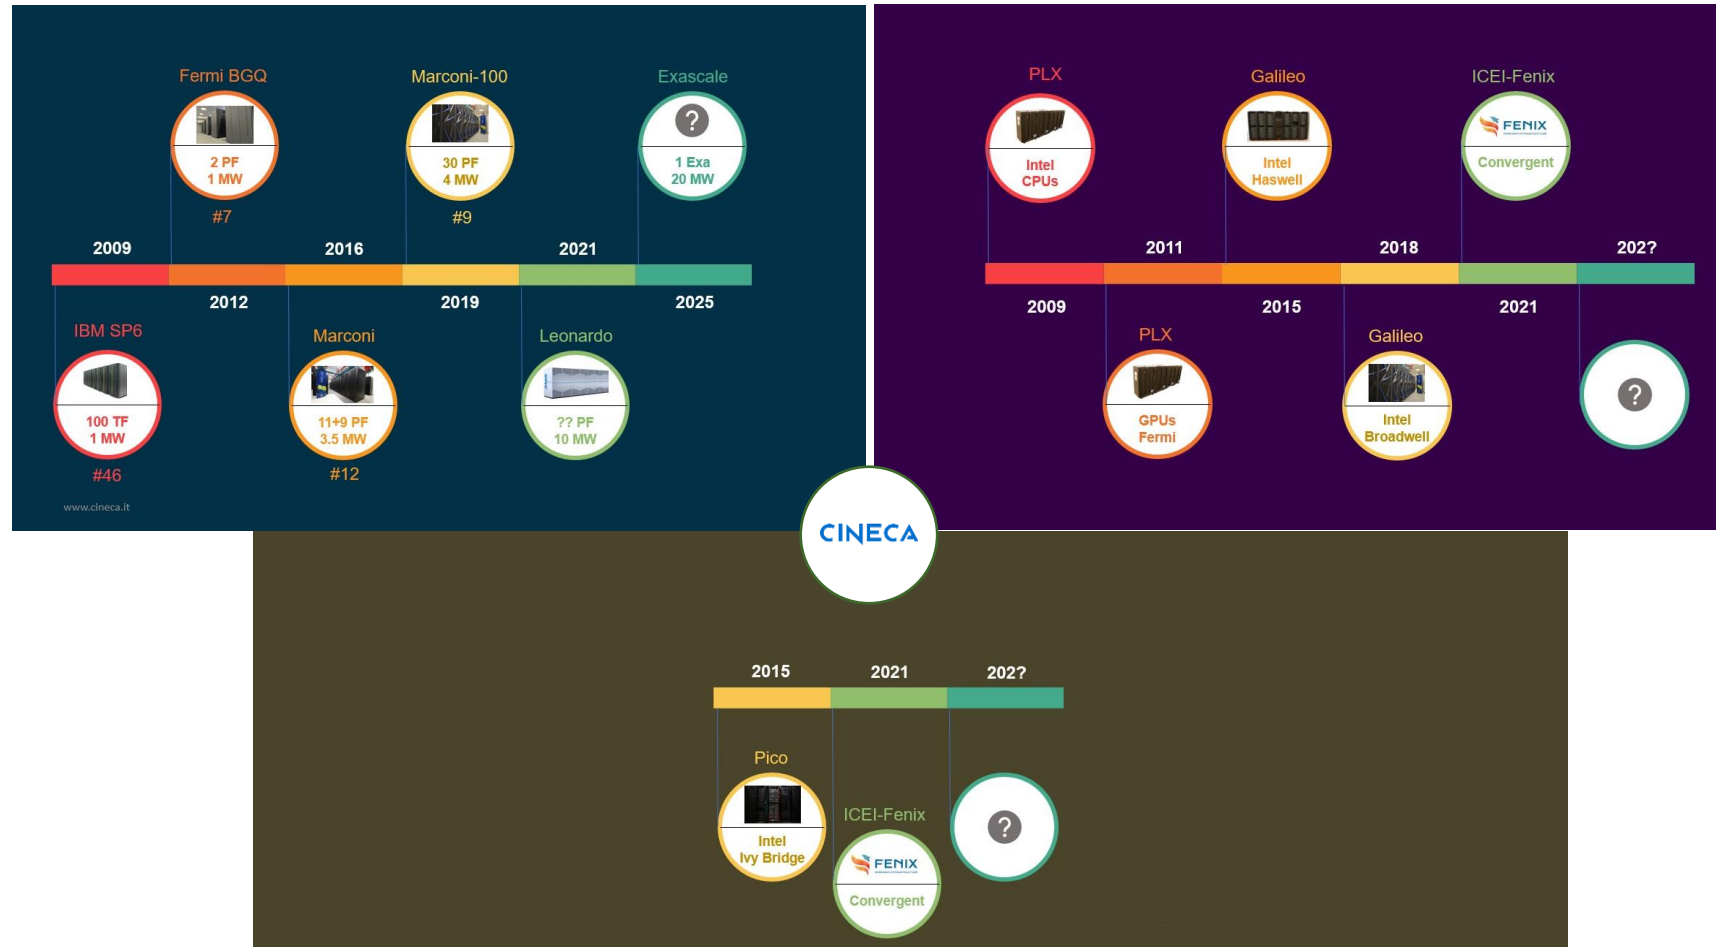 Fermi BGQ
2 PF
1 MW
#7
Marconi-100
30 PF
4 MW
#9
Exascale
?
1 Exa
20 MW
2009
2016
2021
2012
2019
2025
IBM SP6
100 TF
1 MW
#46
Marconi
11+9 PF
3.5 MW
#12
Leonardo
?? PF
10 MW
www.cineca.it
PLX
Intel
CPUs
Galileo
Intel
Haswell
ICEI-Fenix
FENIX
Convergent
2011
2018
202?
2009
2015
2021
PLX
GPUs
Fermi
Galileo
Intel
Broadwell
?
CINECA
2015
2021
202?
Pico
Intel
Ivy Bridge
ICEI-Fenix
FENIX
Convergent
?